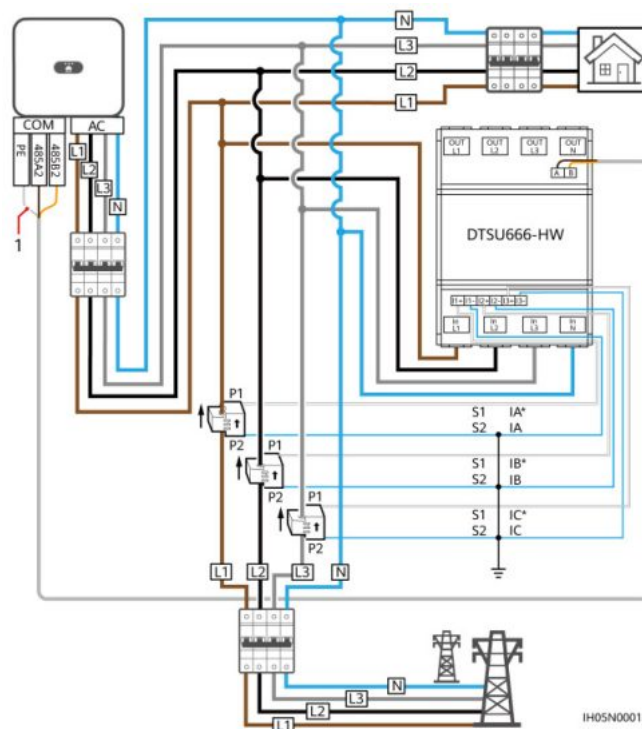 N
L3
L2
L1
COM
AC
PE
485A2
485B2
L1
L2
L3
N
1
OUT L1
OUT L2
OUT L3
OUT N
A B
DTSU666-HW
I1+ I1- I2+ I2- I3+ I3-
In L1
In L2
In L3
In N
P1
P2
S1 IA*
S2 IA
P1
P2
S1 IB*
S2 IB
P1
P2
S1 IC*
S2 IC
L1
L2
L3
N
N
L3
L2
L1
IH05N0001